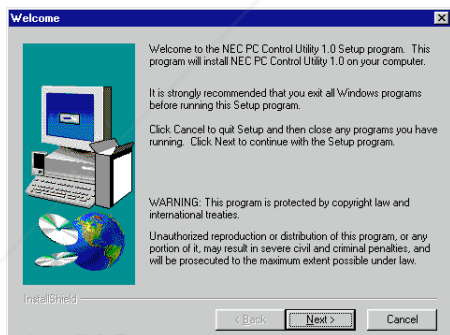 Welcome
Welcome to the NEC PC Control Utility 1.0 Setup program. This
program will install NEC PC Control Utility 1.0 on your computer.
It is strongly recommended that you exit all Windows programs
before running this Setup program.
Click Cancel to quit Setup and then close any programs you have
running. Click Next to continue with the Setup program.
WARNING: This program is protected by copyright law and
international treaties.
Unauthorized reproduction or distribution of this program, or any
portion of it, may result in severe civil and criminal penalties, and
will be prosecuted to the maximum extent possible under law.
InstallShield
< Back Next > Cancel